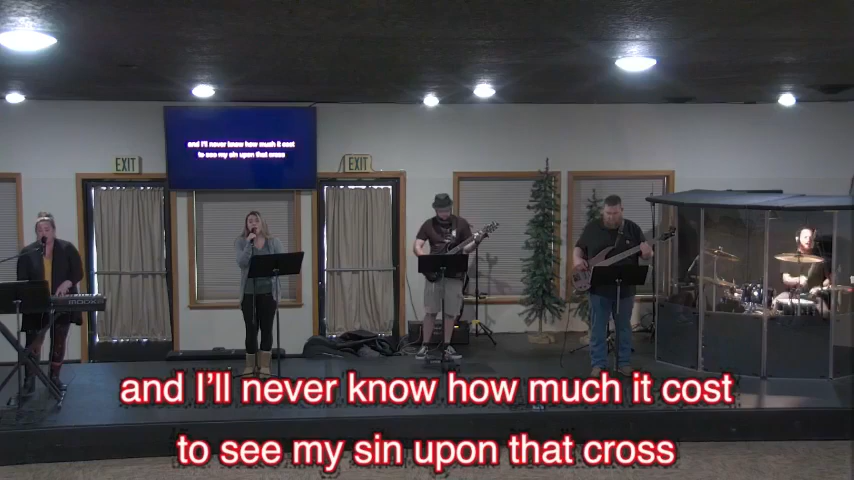 and I'll never know how much it cost
to see my sin upon that cross
EXIT
EXIT
MODX
and I'll never know how much it cost
to see my sin upon that cross